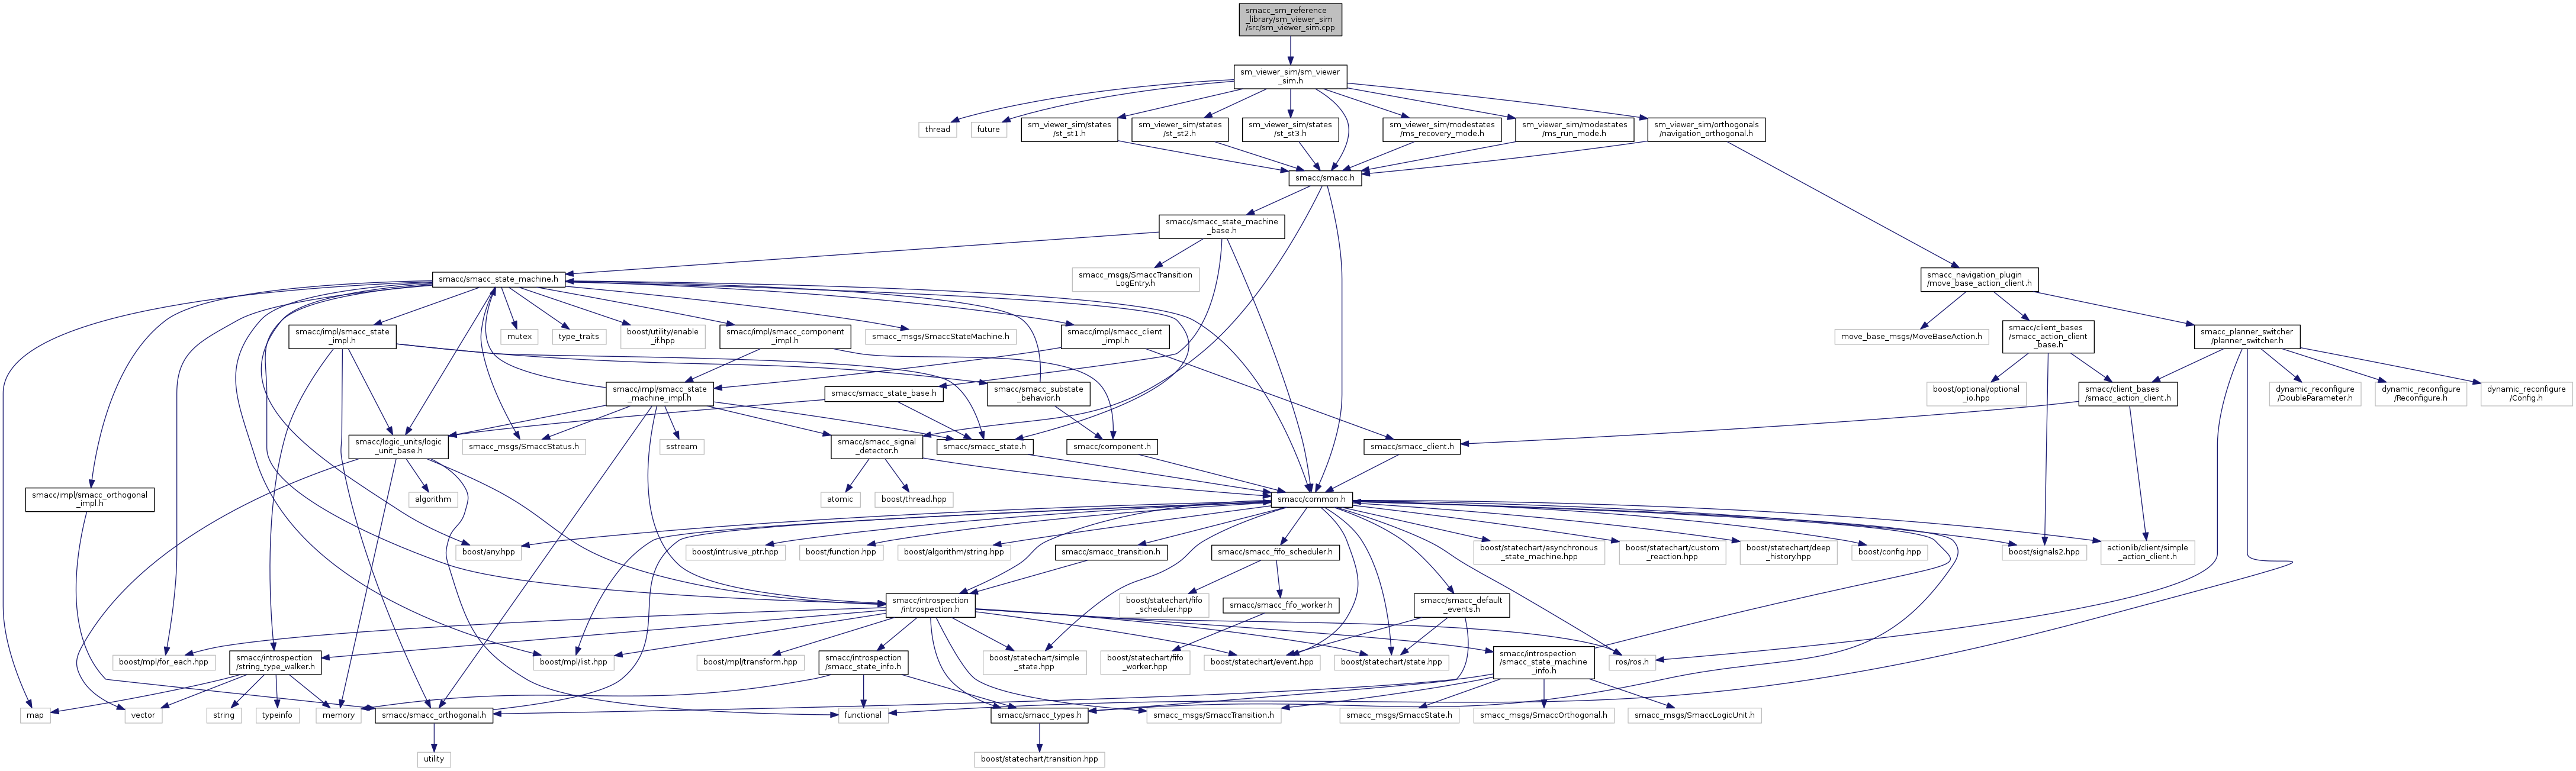 smacc_sm_reference
_library/sm_viewer_sim
/src/sm_viewer_sim.cpp
sm_viewer_sim/sm_viewer
_sim.h
thread
future
sm_viewer_sim/states
/st_st1.h
sm_viewer_sim/states
/st_st2.h
sm_viewer_sim/states
/st_st3.h
sm_viewer_sim/modestates
/ms_recovery_mode.h
sm_viewer_sim/modestates
/ms_run_mode.h
sm_viewer_sim/orthogonals
/navigation_orthogonal.h
smacc/smacc.h
smacc/smacc_state_machine
_base.h
smacc/smacc_state_machine.h
smacc_msgs/SmaccTransition
LogEntry.h
smacc_navigation_plugin
/move_base_action_client.h
smacc/impl/smacc_state
_impl.h
mutex
type_traits
boost/utility/enable
_if.hpp
smacc/impl/smacc_component
_impl.h
smacc_msgs/SmaccStateMachine.h
smacc/impl/smacc_client
_impl.h
move_base_msgs/MoveBaseAction.h
smacc/client_bases
/smacc_action_client
_base.h
smacc_planner_switcher
/planner_switcher.h
smacc/impl/smacc_state
_machine_impl.h
smacc/smacc_state_base.h
smacc/smacc_substate
_behavior.h
boost/optional/optional
_io.hpp
smacc/client_bases
/smacc_action_client.h
dynamic_reconfigure
/DoubleParameter.h
dynamic_reconfigure
/Reconfigure.h
dynamic_reconfigure
/Config.h
smacc/logic_units/logic
_unit_base.h
smacc_msgs/SmaccStatus.h
sstream
smacc/smacc_signal
_detector.h
smacc/smacc_state.h
smacc/component.h
smacc/smacc_client.h
smacc/impl/smacc_orthogonal
_impl.h
algorithm
atomic
boost/thread.hpp
smacc/common.h
boost/any.hpp
boost/intrusive_ptr.hpp
boost/function.hpp
boost/algorithm/string.hpp
smacc/smacc_transition.h
smacc/smacc_fifo_scheduler.h
boost/statechart/asynchronous
_state_machine.hpp
boost/statechart/custom
_reaction.hpp
boost/statechart/deep
_history.hpp
boost/config.hpp
boost/signals2.hpp
actionlib/client/simple
_action_client.h
smacc/introspection
/introspection.h
boost/statechart/fifo
_scheduler.hpp
smacc/smacc_fifo_worker.h
smacc/smacc_default
_events.h
boost/mpl/for_each.hpp
smacc/introspection
/string_type_walker.h
boost/mpl/list.hpp
boost/mpl/transform.hpp
smacc/introspection
/smacc_state_info.h
boost/statechart/simple
_state.hpp
boost/statechart/fifo
_worker.hpp
boost/statechart/event.hpp
boost/statechart/state.hpp
smacc/introspection
/smacc_state_machine
_info.h
ros/ros.h
map
vector
string
typeinfo
memory
smacc/smacc_orthogonal.h
functional
smacc/smacc_types.h
smacc_msgs/SmaccTransition.h
smacc_msgs/SmaccState.h
smacc_msgs/SmaccOrthogonal.h
smacc_msgs/SmaccLogicUnit.h
utility
boost/statechart/transition.hpp